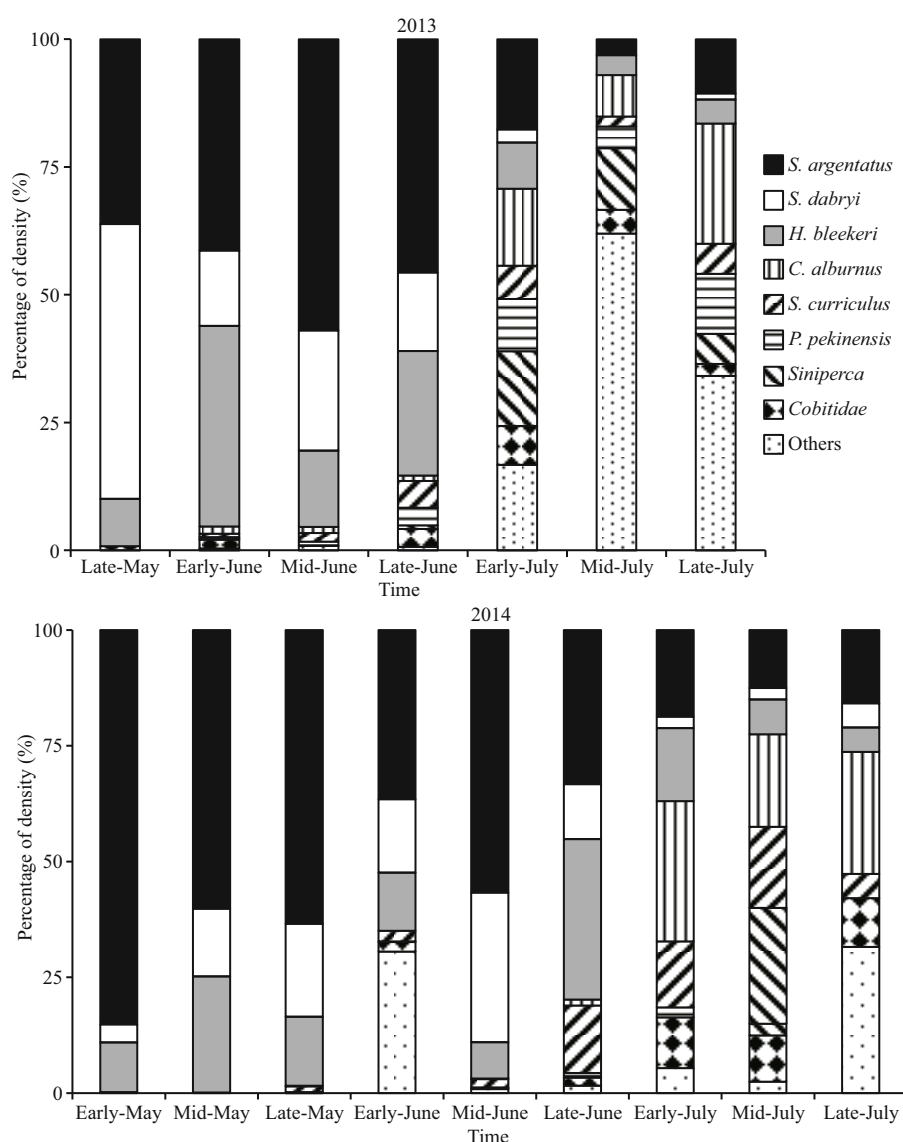 2013
100
75
50
25
0
Percentage of density (%)
Late-May Early-June Mid-June Late-June Early-July Mid-July Late-July
Time
S. argentatus
S. dabryi
H. bleekeri
C. alburnus
S. curriculus
P. pekinensis
Siniperca
Cobitidae
Others
2014
100
75
50
25
0
Percentage of density (%)
Early-May Mid-May Late-May Early-June Mid-June Late-June Early-July Mid-July Late-July
Time